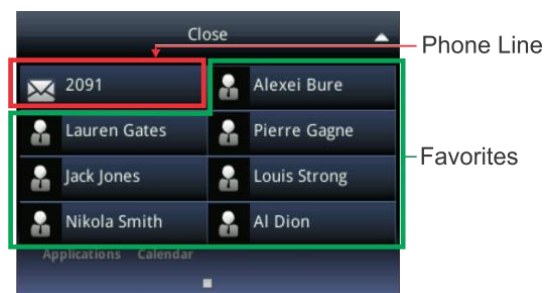 Close
Phone Line
2091
Alexei Bure
Lauren Gates
Pierre Gagne
Favorites
Jack Jones
Louis Strong
Nikola Smith
Al Dion
Applications Calendar